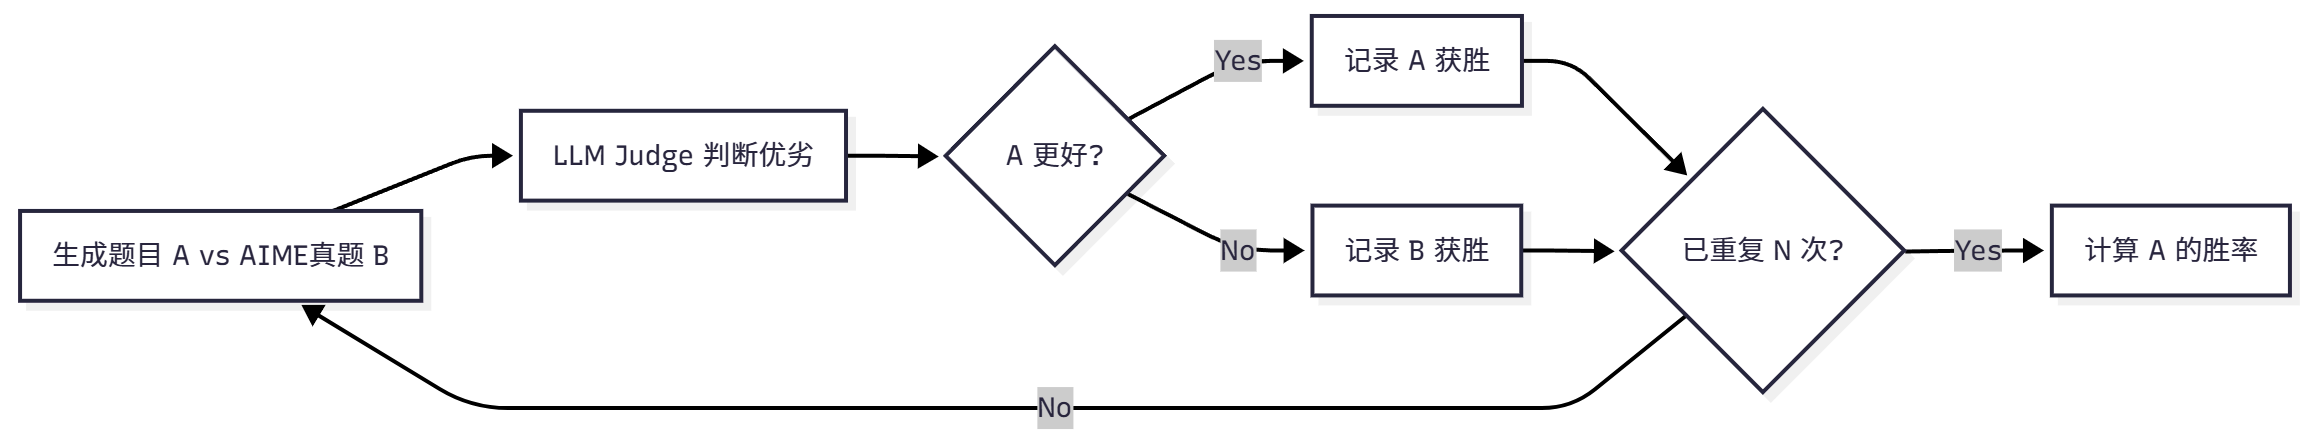 生成题目 A vs AIME真题 B
LLM Judge 判断优劣
A 更好?
Yes
记录 A 获胜
No
记录 B 获胜
已重复 N 次?
Yes
计算 A 的胜率
No